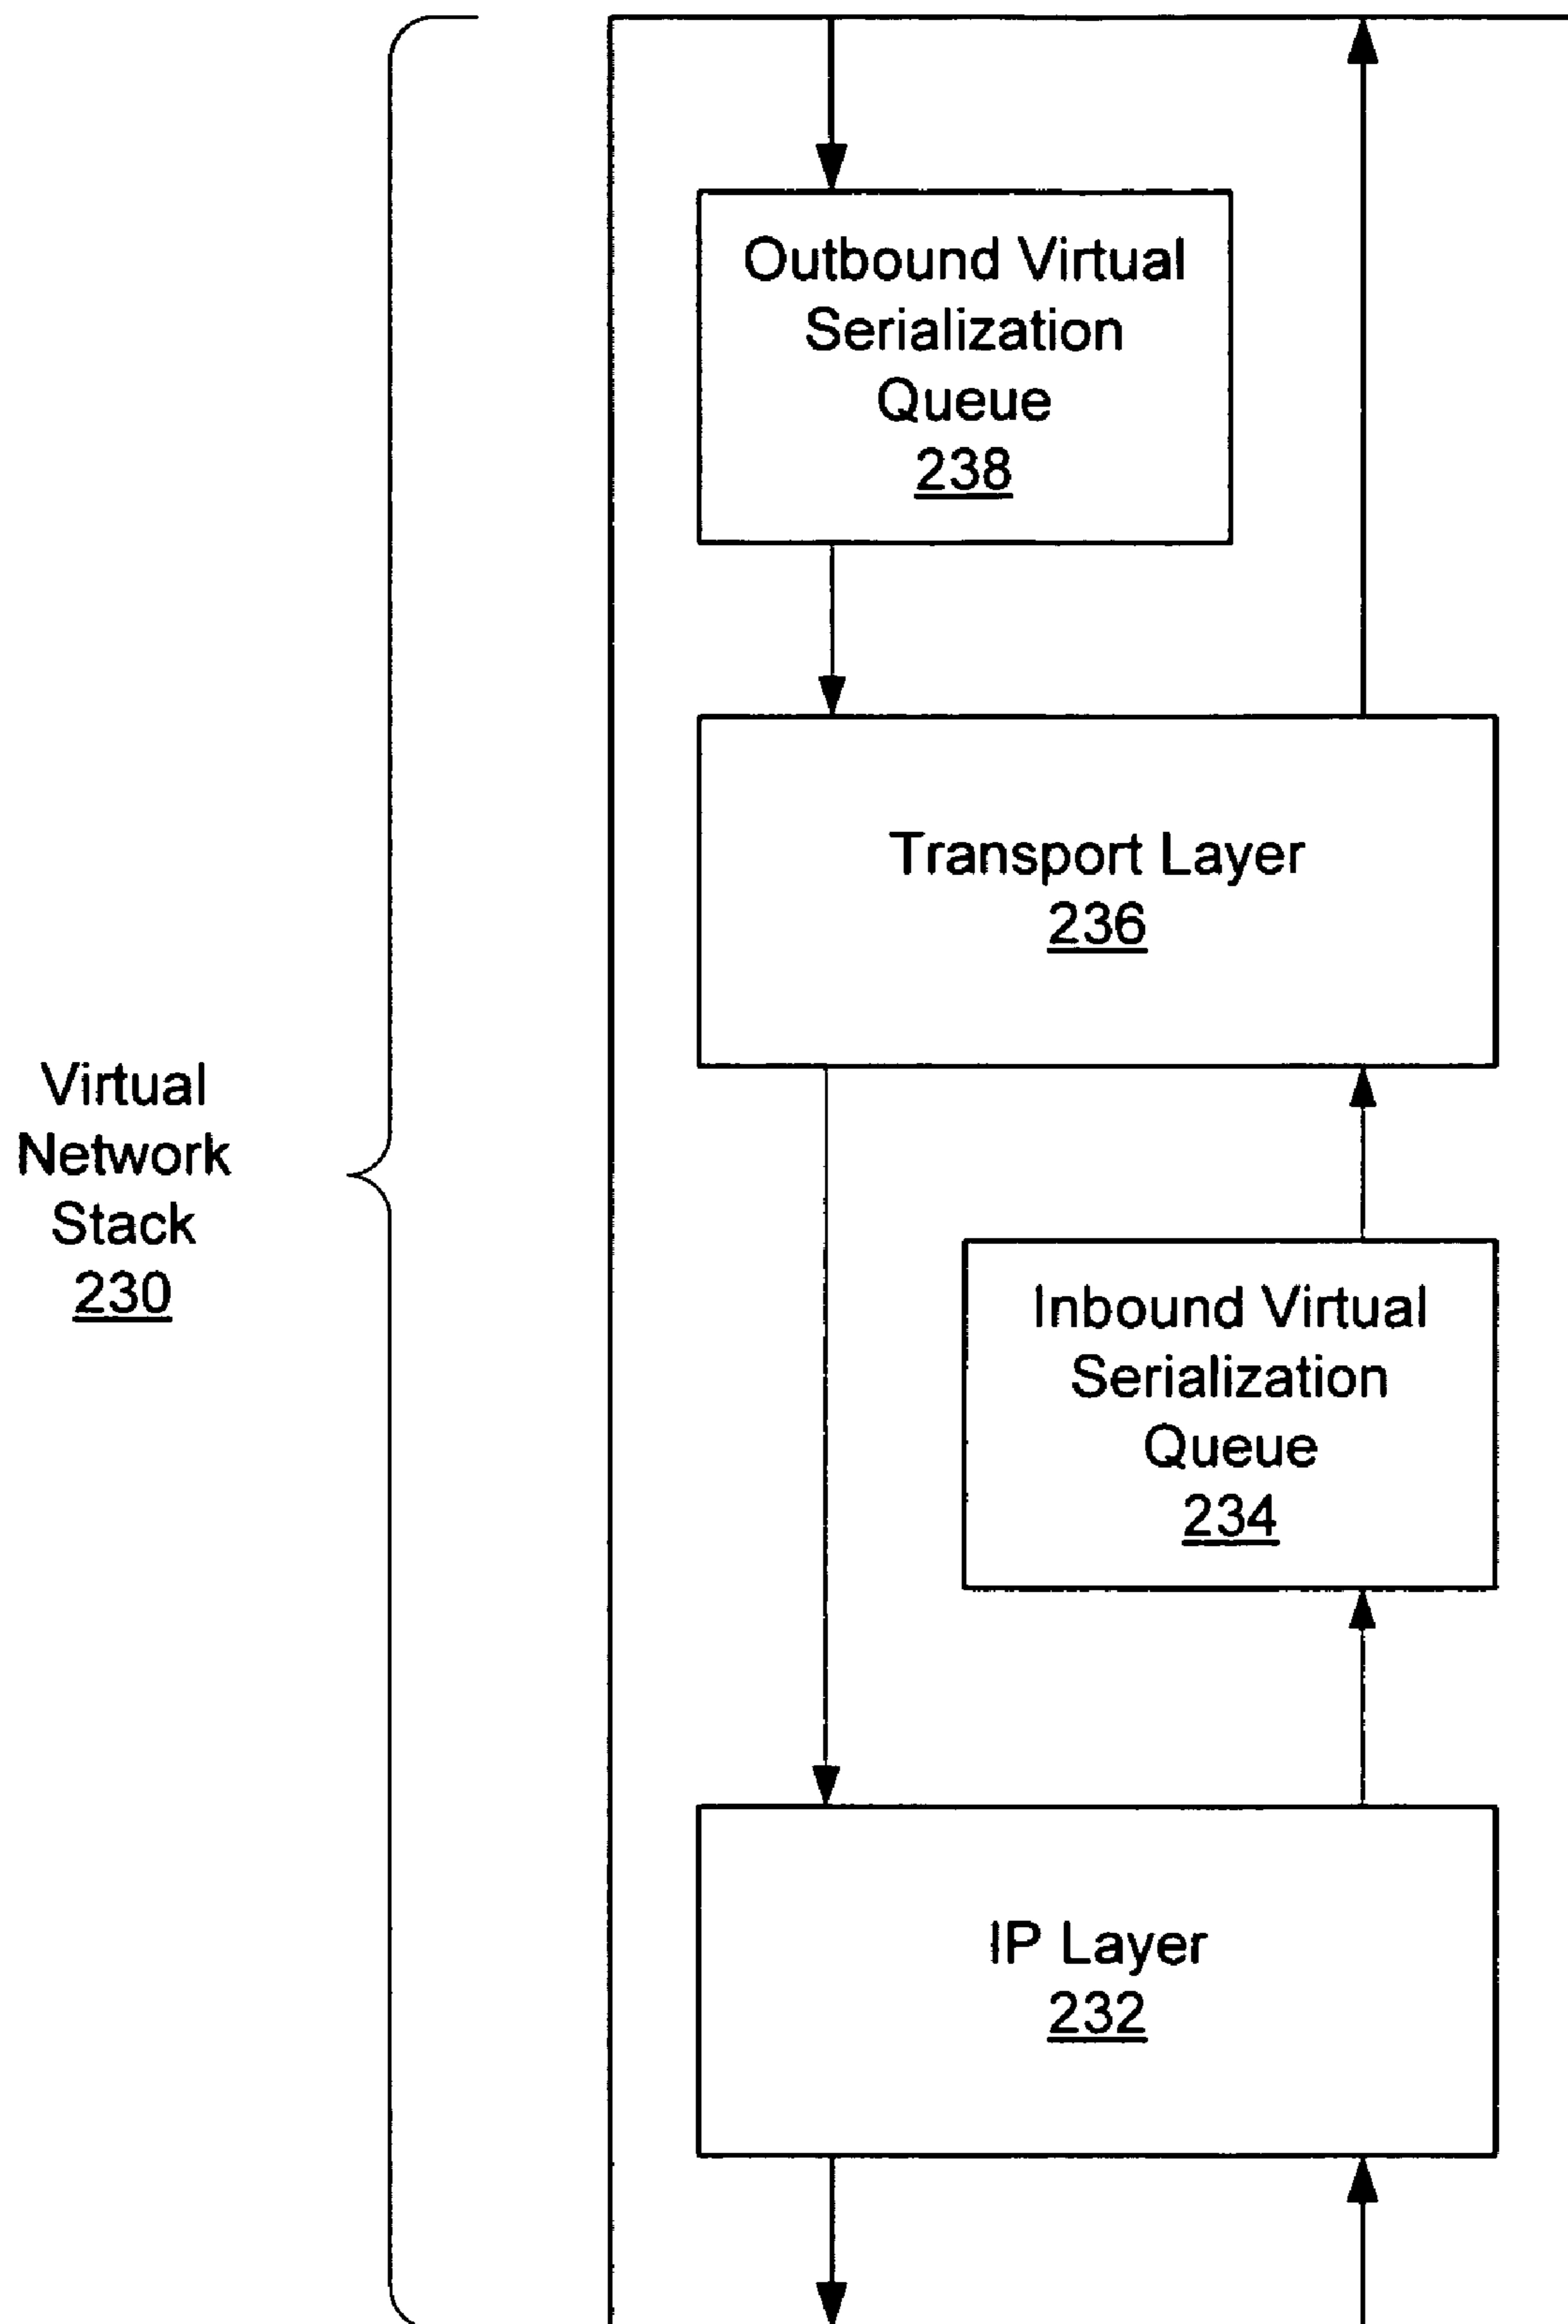 Outbound Virtual
Serialization
Queue
238
Transport Layer
236
Virtual
Network
Stack
230
Inbound Virtual
Serialization
Queue
234
IP Layer
232